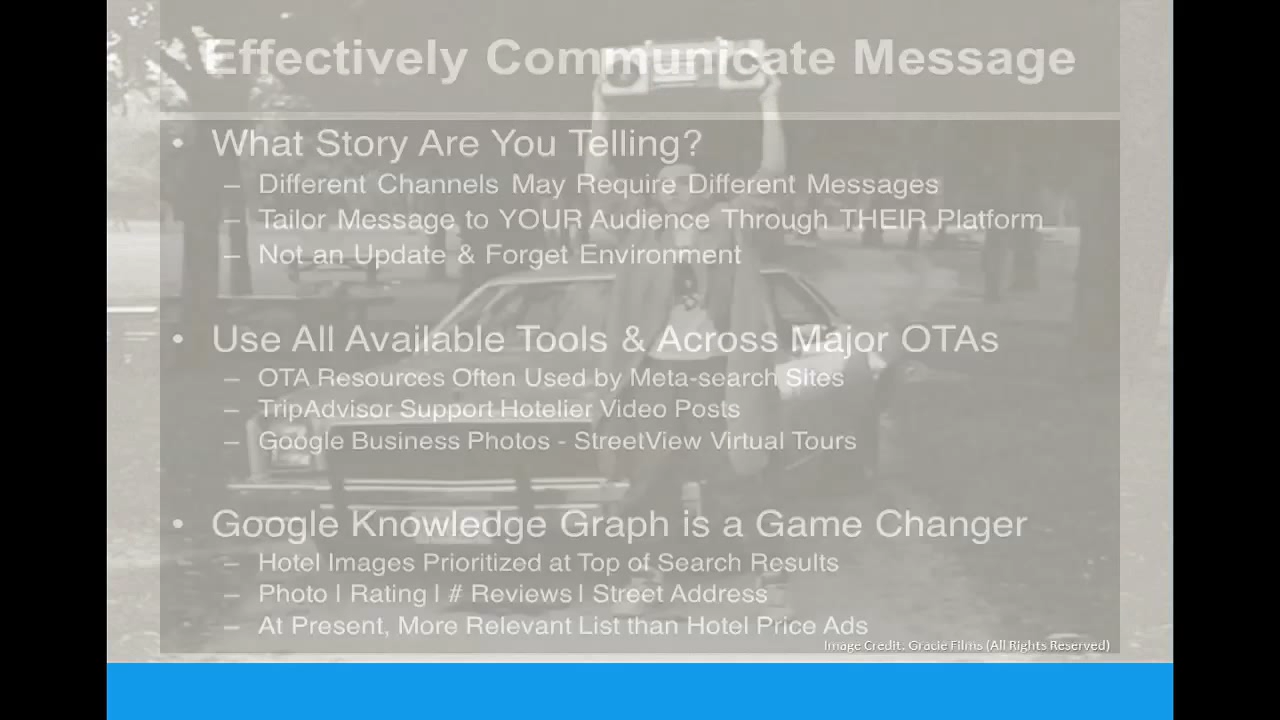 Effectively Communicate Message
• What Story Are You Telling?
– Different Channels May Require Different Messages
– Tailor Message to YOUR Audience Through THEIR Platform
– Not an Update & Forget Environment
• Use All Available Tools & Across Major OTAs
– OTA Resources Often Used by Meta-search Sites
– TripAdvisor Support Hotelier Video Posts
– Google Business Photos - StreetView Virtual Tours
• Google Knowledge Graph is a Game Changer
– Hotel Images Prioritized at Top of Search Results
– Photo | Rating | # Reviews | Street Address
– At Present, More Relevant List than Hotel Price Ads
Image Credit. Gracie Films (All Rights Reserved)